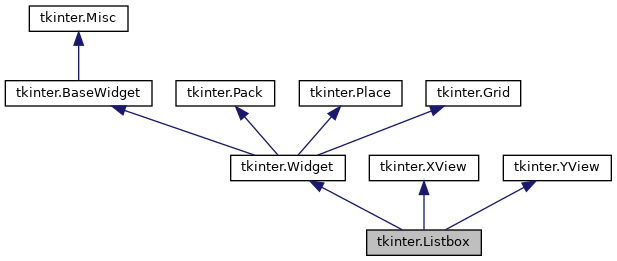 tkinter.Misc
tkinter.BaseWidget
tkinter.Pack
tkinter.Place
tkinter.Grid
tkinter.Widget
tkinter.XView
tkinter.YView
tkinter.Listbox